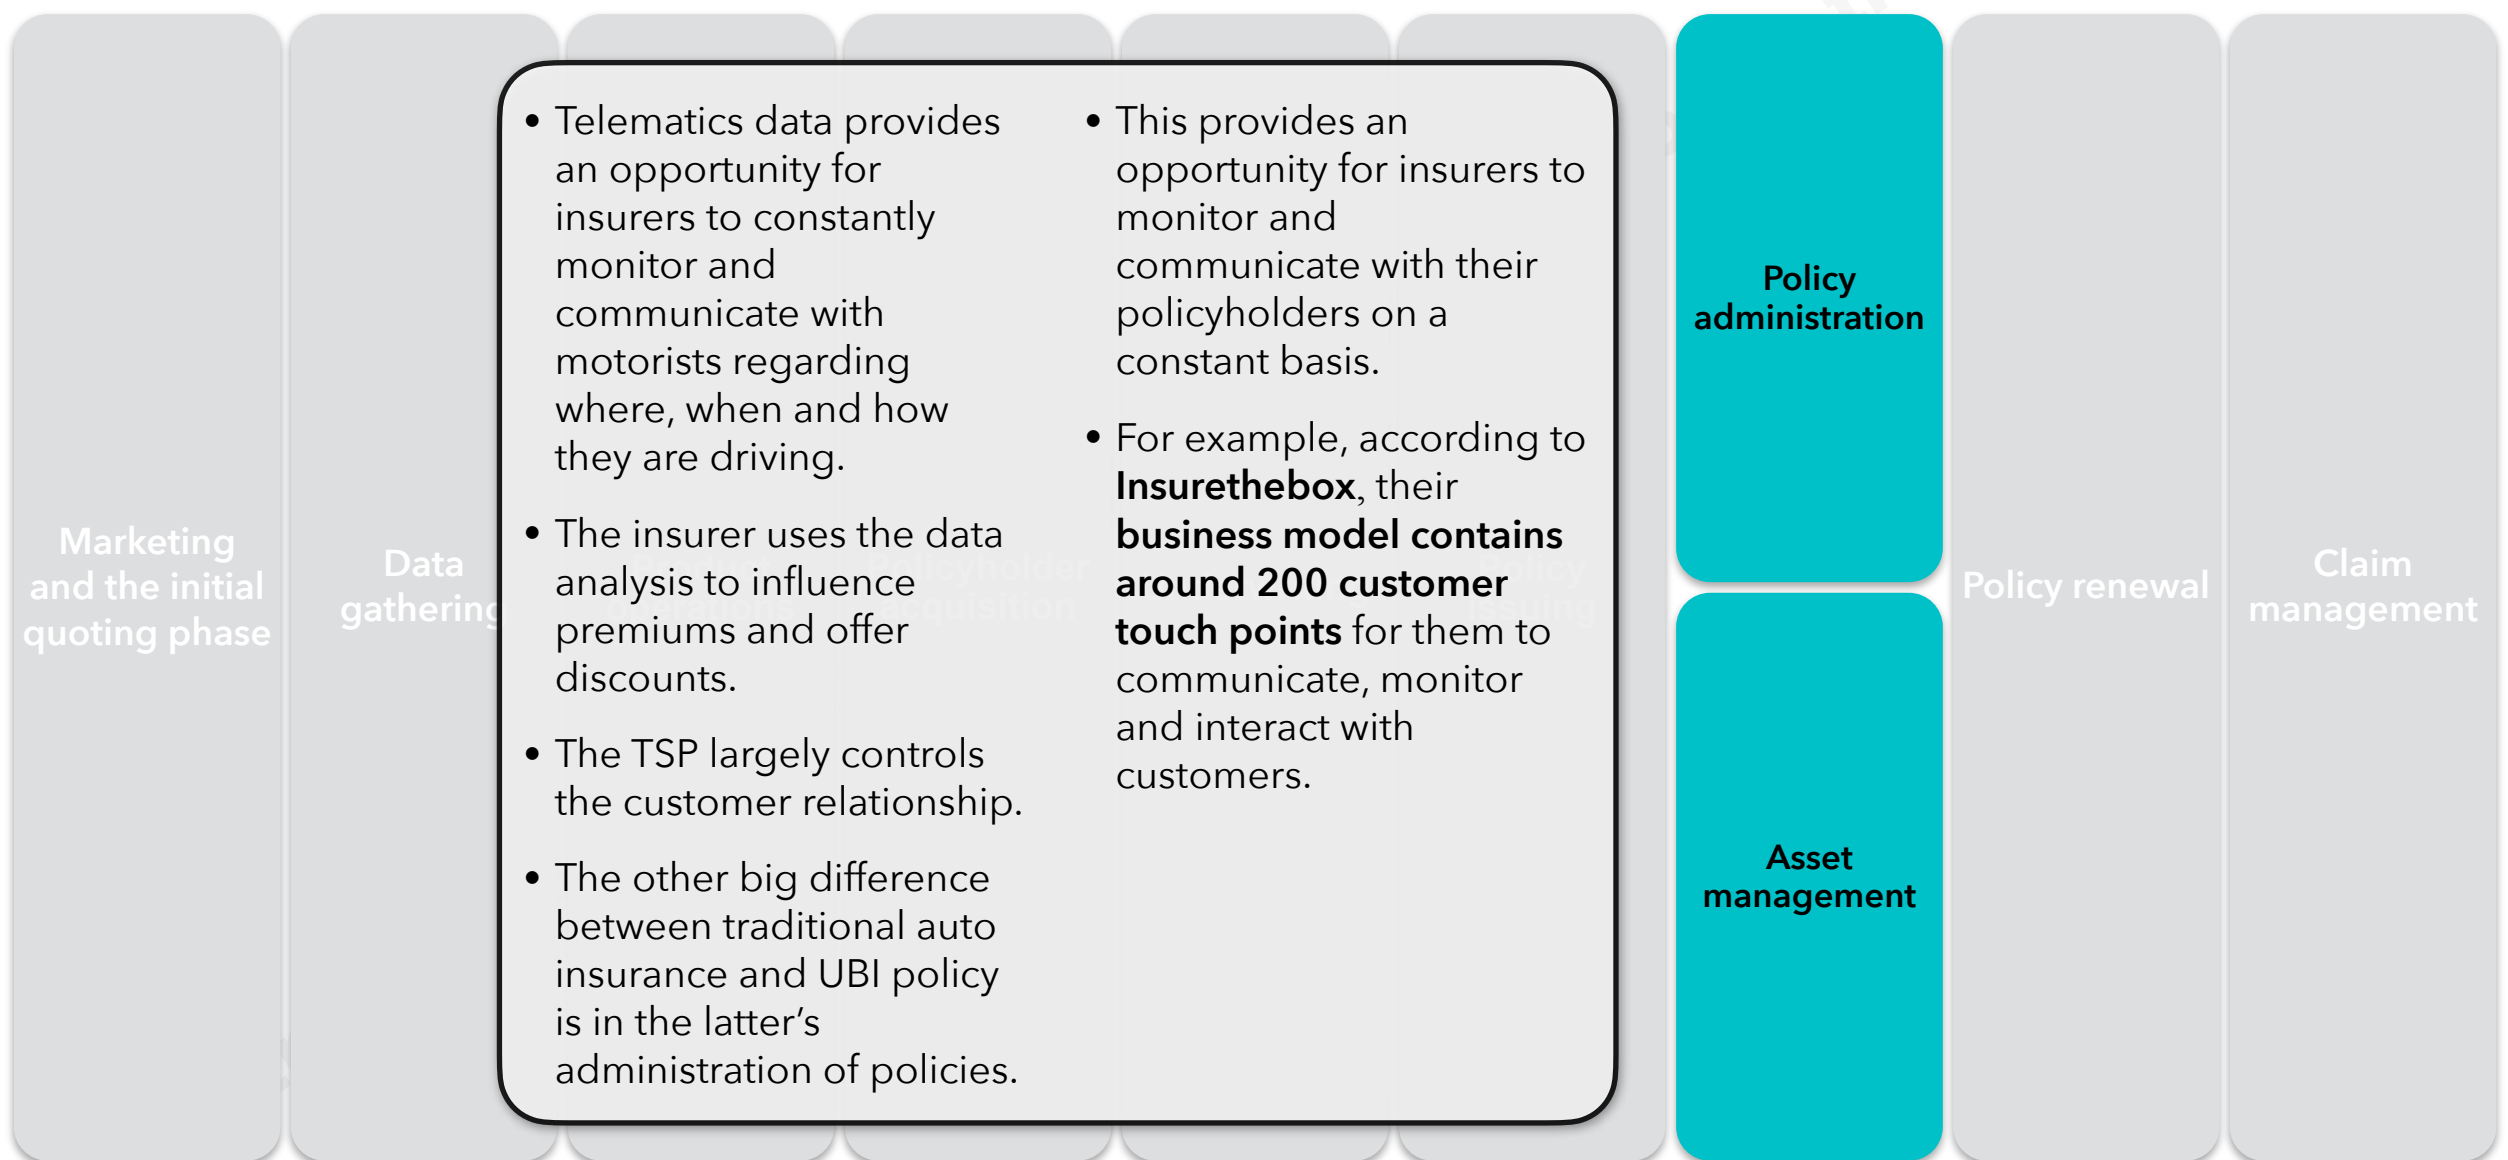 Marketing
and the initial
quoting phase
Data
gathering
• Telematics data provides
an opportunity for
insurers to constantly
monitor and
communicate with
motorists regarding
where, when and how
they are driving.
• The insurer uses the data
analysis to influence
premiums and offer
discounts.
• The TSP largely controls
the customer relationship.
• The other big difference
between traditional auto
insurance and UBI policy
is in the latter’s
administration of policies.
• This provides an
opportunity for insurers to
monitor and
communicate with their
policyholders on a
constant basis.
• For example, according to
Insurethebox, their
business model contains
around 200 customer
touch points for them to
communicate, monitor
and interact with
customers.
Policyholder
acquisition
Policy
issuing
Policy
administration
Asset
management
Policy renewal
Claim
management